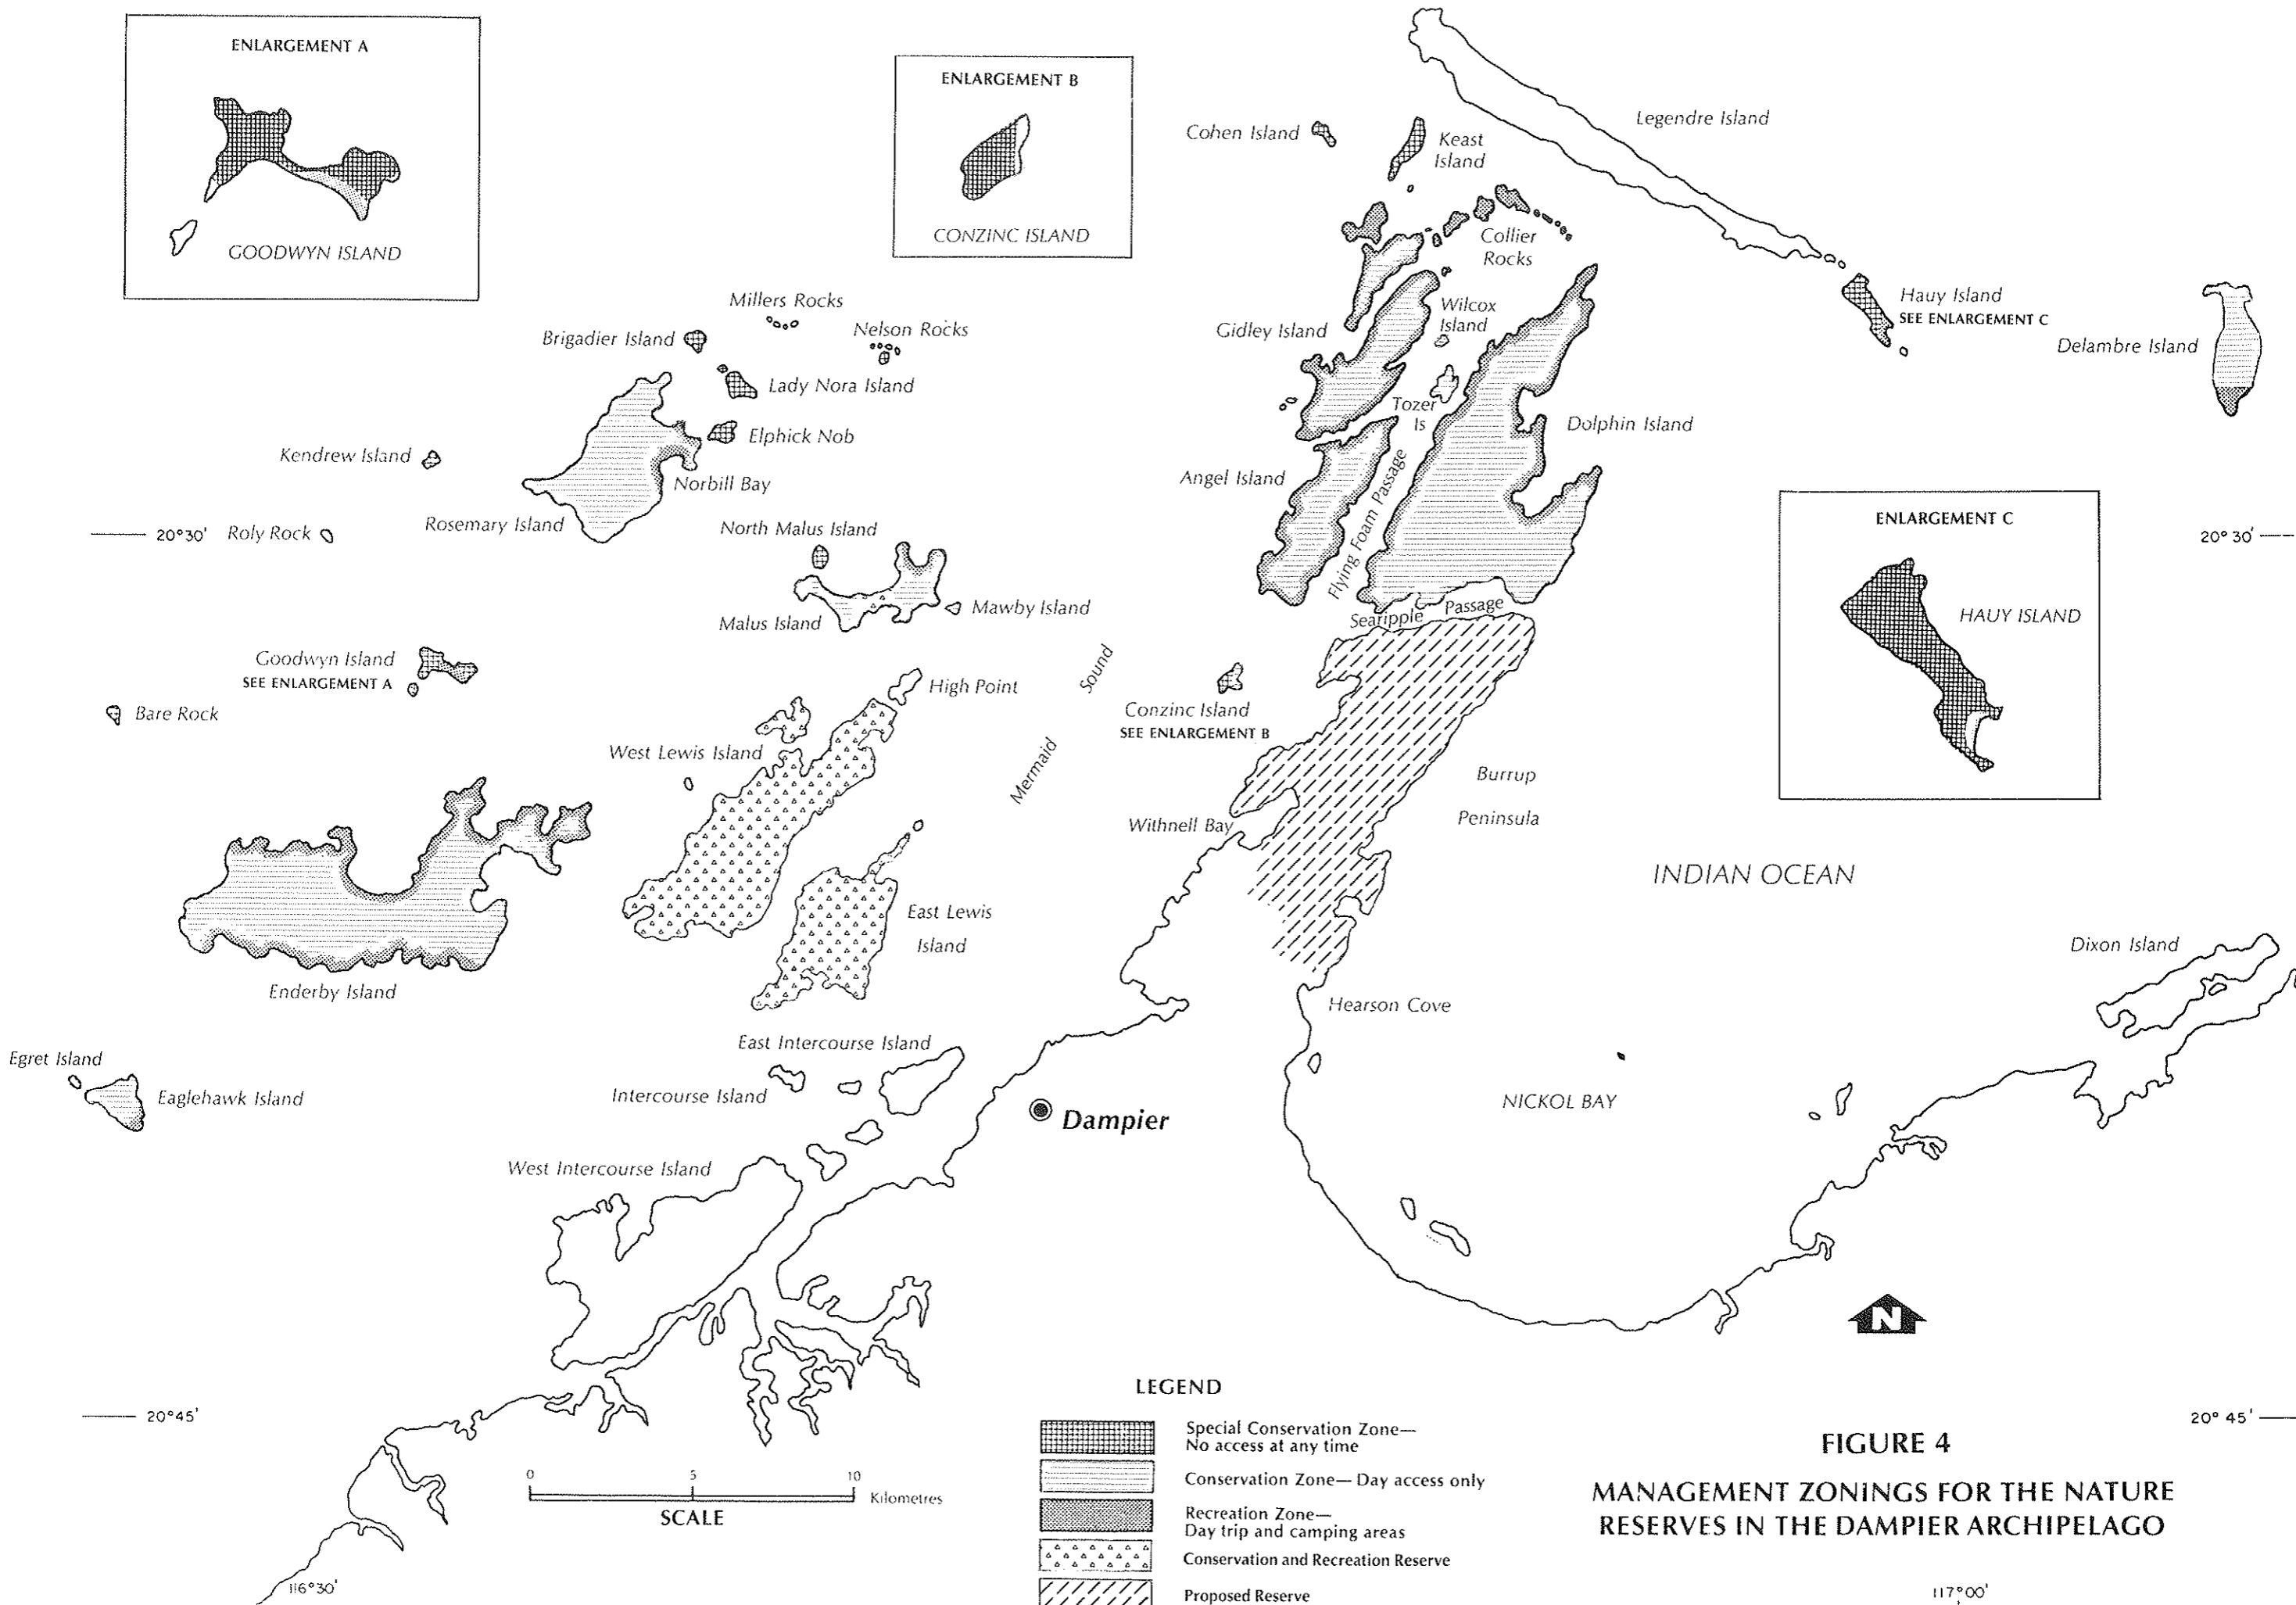 ENLARGEMENT A
GOODWYN ISLAND
ENLARGEMENT B
CONZINC ISLAND
Legendre Island
Cohen Island
Keast
Island
Collier
Rocks
Hauy Island
SEE ENLARGEMENT C
Delambre Island
Millers Rocks
Nelson Rocks
Brigadier Island
Lady Nora Island
Elphick Nob
Kendrew Island
Norbill Bay
Rosemary Island
Gidley Island
Wilcox
Island
Tozer
Is
Dolphin Island
Angel Island
Flying Foam Passage
20°30'
Roly Rock
North Malus Island
Malus Island
Mawby Island
Searipple Passage
ENLARGEMENT C
HAUY ISLAND
20° 30'
Goodwyn Island
SEE ENLARGEMENT A
Bare Rock
High Point
West Lewis Island
Mermaid Sound
Conzinc Island
SEE ENLARGEMENT B
Burrup
Peninsula
Withnell Bay
INDIAN OCEAN
East Lewis
Island
Enderby Island
Dixon Island
Hearson Cove
Egret Island
Eaglehawk Island
East Intercourse Island
Intercourse Island
Dampier
NICKOL BAY
West Intercourse Island
N
20°45'
20° 45'
116°30'
117°00'
0 5 10
Kilometres
SCALE
LEGEND
Special Conservation Zone—
No access at any time
Conservation Zone—Day access only
Recreation Zone—
Day trip and camping areas
Conservation and Recreation Reserve
Proposed Reserve
FIGURE 4
MANAGEMENT ZONINGS FOR THE NATURE
RESERVES IN THE DAMPIER ARCHIPELAGO